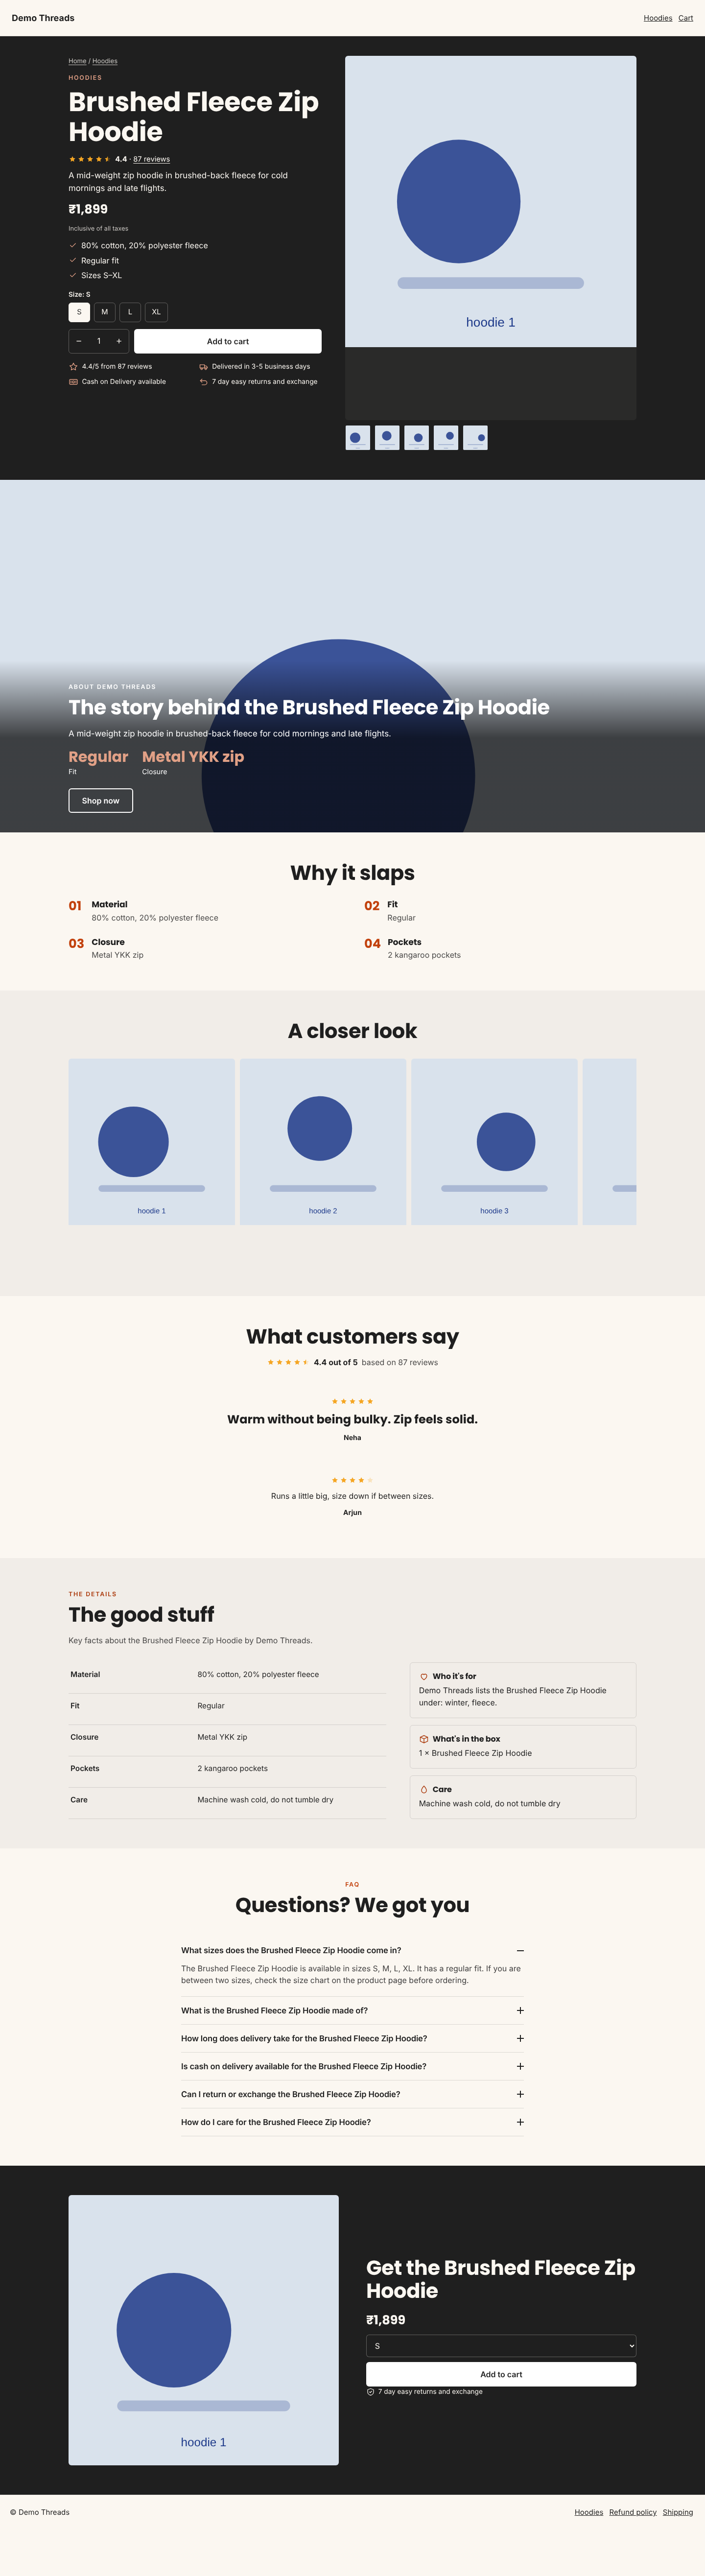 Demo Threads
Hoodies Cart
Home / Hoodies
HOODIES
Brushed Fleece Zip
Hoodie
4.4 · 87 reviews
A mid-weight zip hoodie in brushed-back fleece for cold
mornings and late flights.
₹1,899
Inclusive of all taxes
80% cotton, 20% polyester fleece
Regular fit
Sizes S–XL
Size: S
S M L XL
− 1 +
Add to cart
4.4/5 from 87 reviews
Delivered in 3-5 business days
Cash on Delivery available
7 day easy returns and exchange
hoodie 1
ABOUT DEMO THREADS
The story behind the Brushed Fleece Zip Hoodie
A mid-weight zip hoodie in brushed-back fleece for cold mornings and late flights.
Regular
Fit
Metal YKK zip
Closure
Shop now
Why it slaps
01 Material
80% cotton, 20% polyester fleece
02 Fit
Regular
03 Closure
Metal YKK zip
04 Pockets
2 kangaroo pockets
A closer look
hoodie 1
hoodie 2
hoodie 3
What customers say
4.4 out of 5 based on 87 reviews
Warm without being bulky. Zip feels solid.
Neha
Runs a little big, size down if between sizes.
Arjun
THE DETAILS
The good stuff
Key facts about the Brushed Fleece Zip Hoodie by Demo Threads.
Material 80% cotton, 20% polyester fleece
Fit Regular
Closure Metal YKK zip
Pockets 2 kangaroo pockets
Care Machine wash cold, do not tumble dry
Who it's for
Demo Threads lists the Brushed Fleece Zip Hoodie
under: winter, fleece.
What's in the box
1 × Brushed Fleece Zip Hoodie
Care
Machine wash cold, do not tumble dry
FAQ
Questions? We got you
What sizes does the Brushed Fleece Zip Hoodie come in?
The Brushed Fleece Zip Hoodie is available in sizes S, M, L, XL. It has a regular fit. If you are
between two sizes, check the size chart on the product page before ordering.
What is the Brushed Fleece Zip Hoodie made of?
How long does delivery take for the Brushed Fleece Zip Hoodie?
Is cash on delivery available for the Brushed Fleece Zip Hoodie?
Can I return or exchange the Brushed Fleece Zip Hoodie?
How do I care for the Brushed Fleece Zip Hoodie?
hoodie 1
Get the Brushed Fleece Zip
Hoodie
₹1,899
S
Add to cart
7 day easy returns and exchange
© Demo Threads
Hoodies Refund policy Shipping